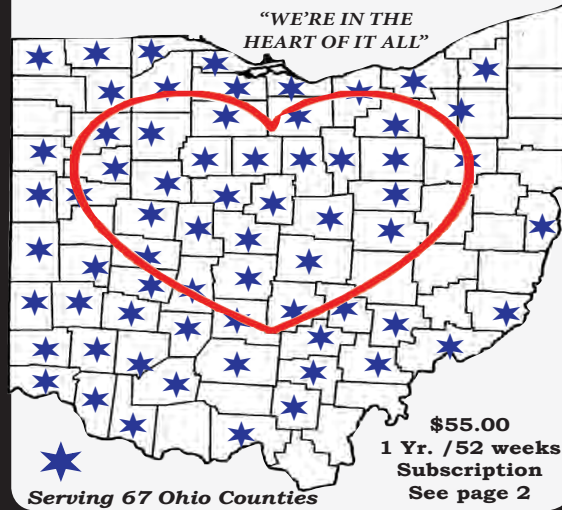 “WE’RE IN THE
HEART OF IT ALL”
$55.00
1 Yr. /52 weeks
Subscription
See page 2
Serving 67 Ohio Counties